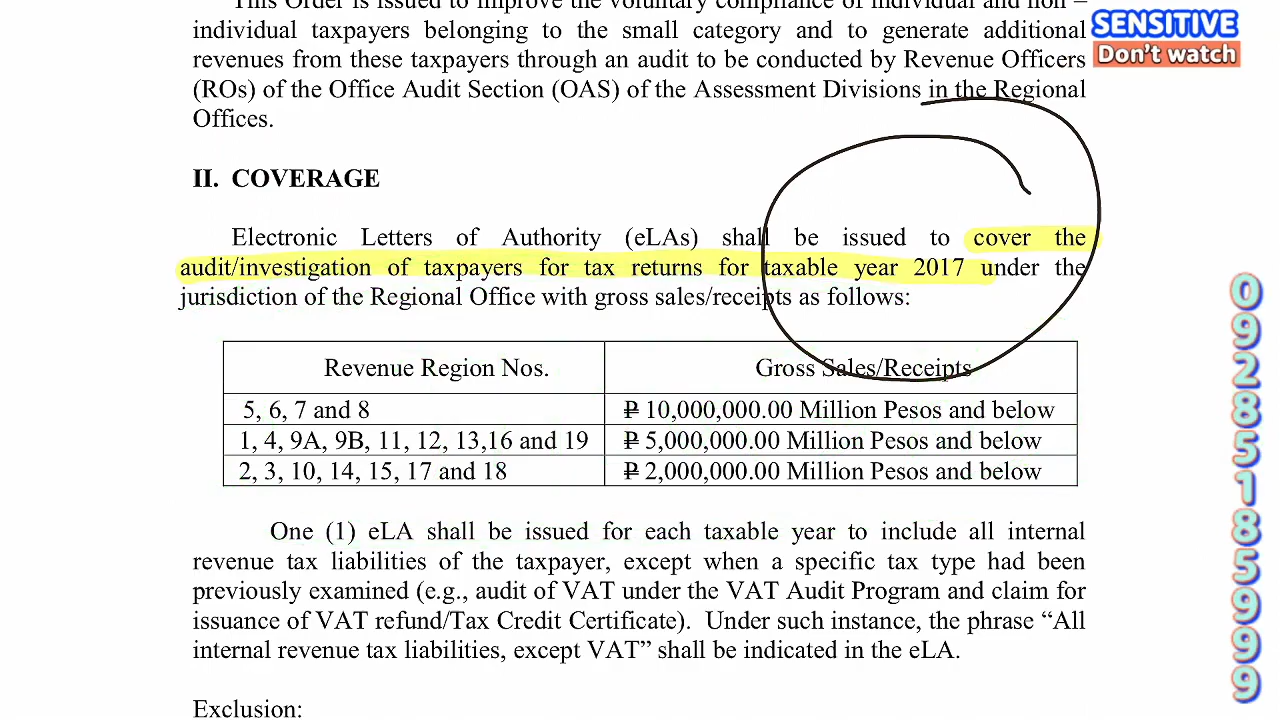 This Order is issued to improve the voluntary compliance of individual and non –
individual taxpayers belonging to the small category and to generate additional
revenues from these taxpayers through an audit to be conducted by Revenue Officers
(ROs) of the Office Audit Section (OAS) of the Assessment Divisions in the Regional
Offices.
SENSITIVE
Don't watch
II. COVERAGE
Electronic Letters of Authority (eLAs) shall be issued to cover the
audit/investigation of taxpayers for tax returns for taxable year 2017 under the
jurisdiction of the Regional Office with gross sales/receipts as follows:
Revenue Region Nos. Gross Sales/Receipts
5, 6, 7 and 8 ₱ 10,000,000.00 Million Pesos and below
1, 4, 9A, 9B, 11, 12, 13,16 and 19 ₱ 5,000,000.00 Million Pesos and below
2, 3, 10, 14, 15, 17 and 18 ₱ 2,000,000.00 Million Pesos and below
One (1) eLA shall be issued for each taxable year to include all internal
revenue tax liabilities of the taxpayer, except when a specific tax type had been
previously examined (e.g., audit of VAT under the VAT Audit Program and claim for
issuance of VAT refund/Tax Credit Certificate). Under such instance, the phrase “All
internal revenue tax liabilities, except VAT” shall be indicated in the eLA.
Exclusion:
09285185999